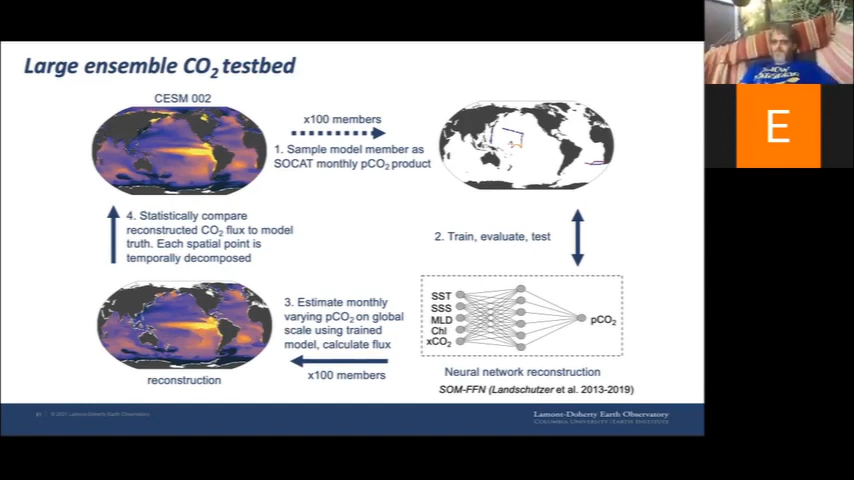 Large ensemble CO2 testbed
CESM 002
x100 members
1. Sample model member as
SOCAT monthly pCO2 product
4. Statistically compare
reconstructed CO2 flux to model
truth. Each spatial point is
temporally decomposed
2. Train, evaluate, test
SST
SSS
MLD
Chl
xCO2
pCO2
3. Estimate monthly
varying pCO2 on global
scale using trained
model, calculate flux
x100 members
reconstruction
Neural network reconstruction
SOM-FFN (Landschutzer et al. 2013-2019)
Lamont-Doherty Earth Observatory
Columbia University | Earth Institute
E